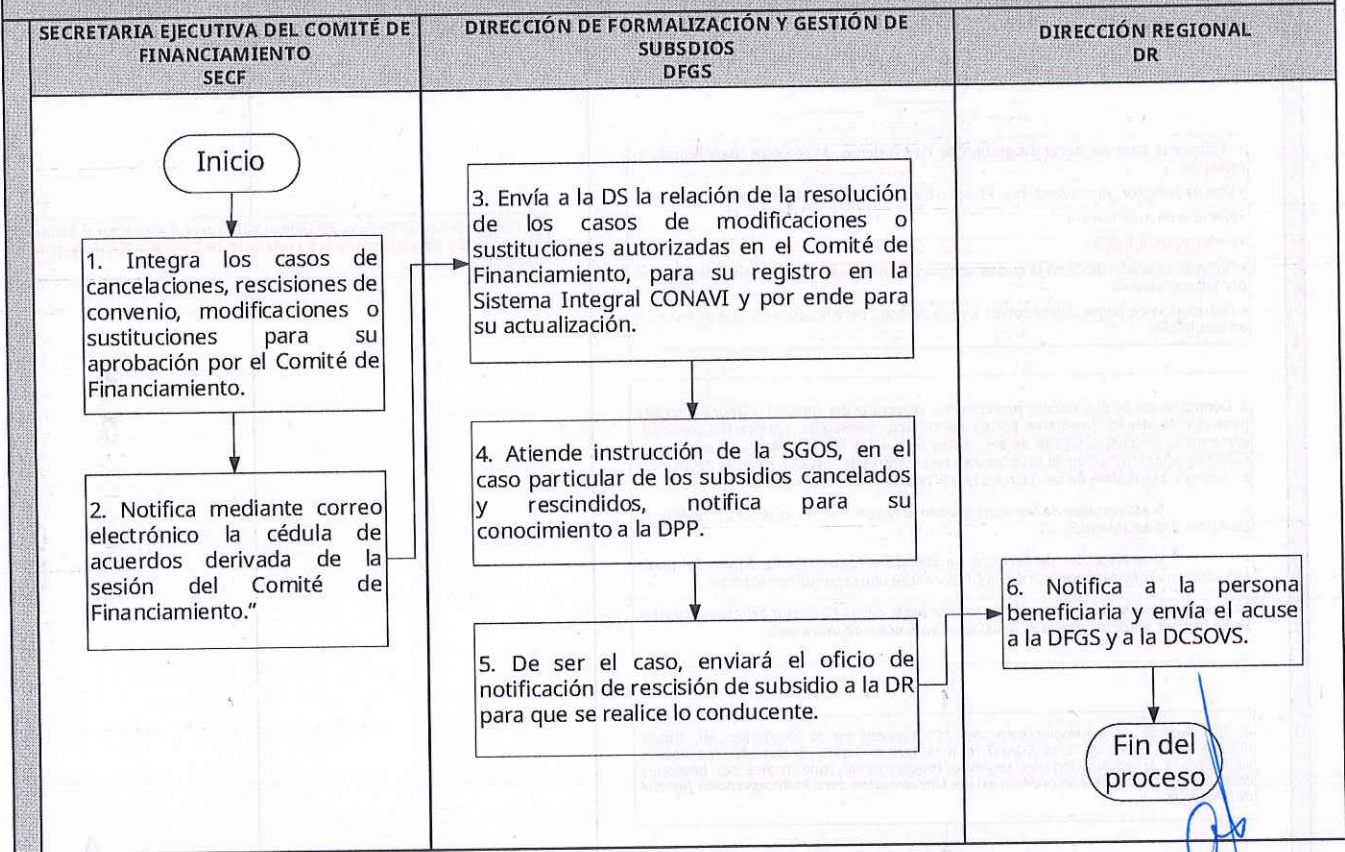 SECRETARIA EJECUTIVA DEL COMITÉ DE
FINANCIAMIENTO
SECF
DIRECCIÓN DE FORMALIZACIÓN Y GESTIÓN DE
SUBSDIOS
DFGS
DIRECCIÓN REGIONAL
DR
Inicio
1. Integra los casos de
cancelaciones, rescisiones de
convenio, modificaciones o
sustituciones para su
aprobación por el Comité de
Financiamiento.
2. Notifica mediante correo
electrónico la cédula de
acuerdos derivada de la
sesión del Comité de
Financiamiento.”
3. Envía a la DS la relación de la resolución
de los casos de modificaciones o
sustituciones autorizadas en el Comité de
Financiamiento, para su registro en la
Sistema Integral CONAVI y por ende para
su actualización.
4. Atiende instrucción de la SGOS, en el
caso particular de los subsidios cancelados
y rescindidos, notifica para su
conocimiento a la DPP.
5. De ser el caso, enviará el oficio de
notificación de rescisión de subsidio a la DR
para que se realice lo conducente.
6. Notifica a la persona
beneficiaria y envía el acuse
a la DFGS y a la DCSOVS.
Fin del
proceso